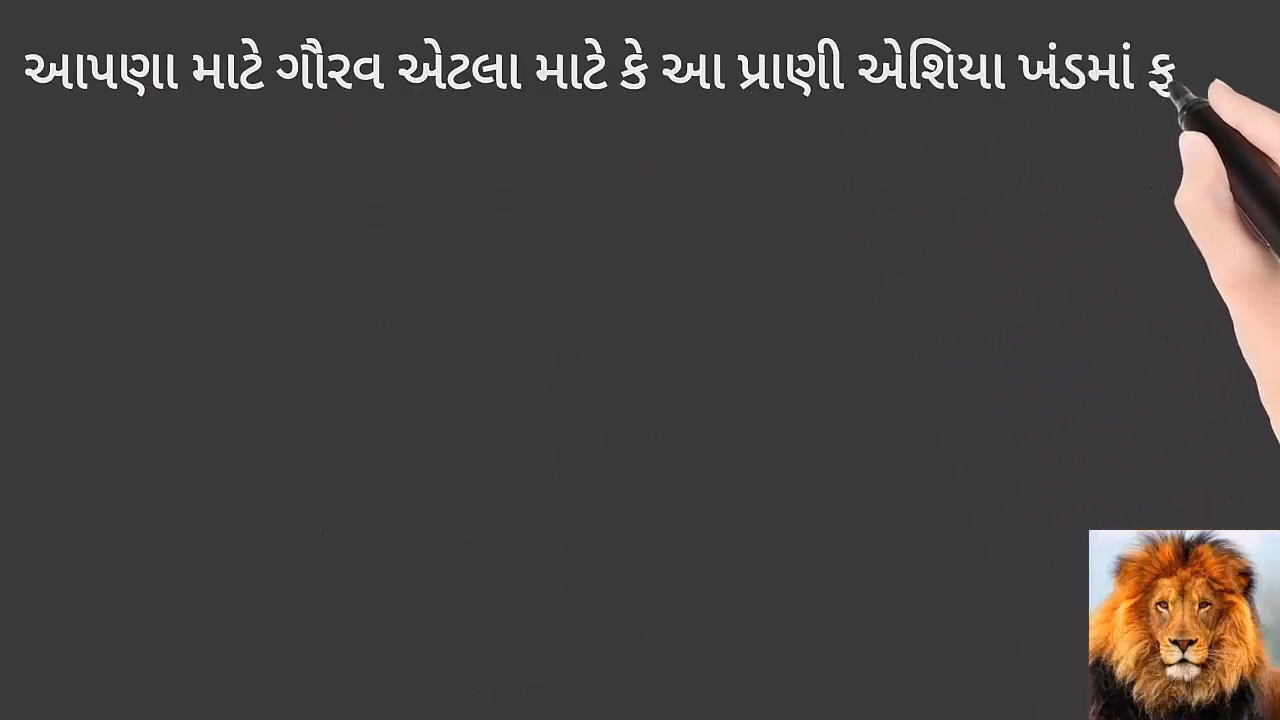 આપણા માટે ગૌરવ એટલા માટે કે આ પ્રાણી એશિયા ખંડમાં ફ